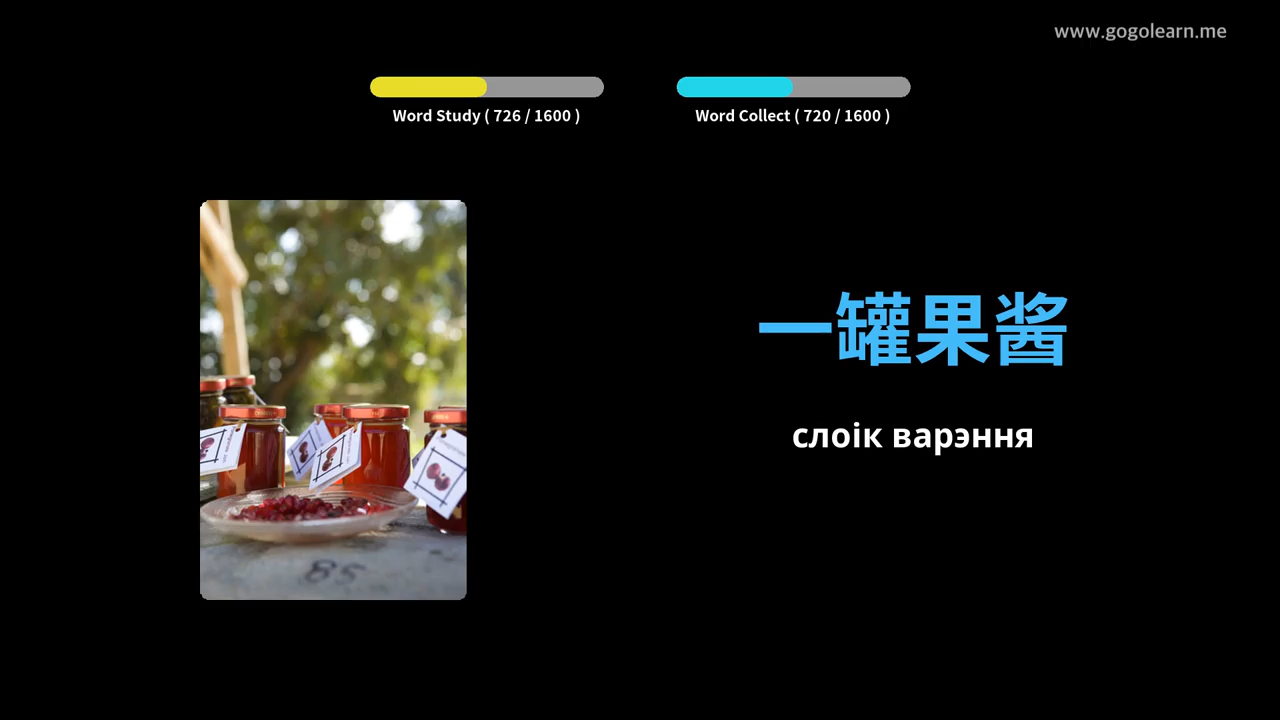 www.gogolearn.me
Word Study ( 726 / 1600 )
Word Collect ( 720 / 1600 )
一罐果酱
слоік варэння
85